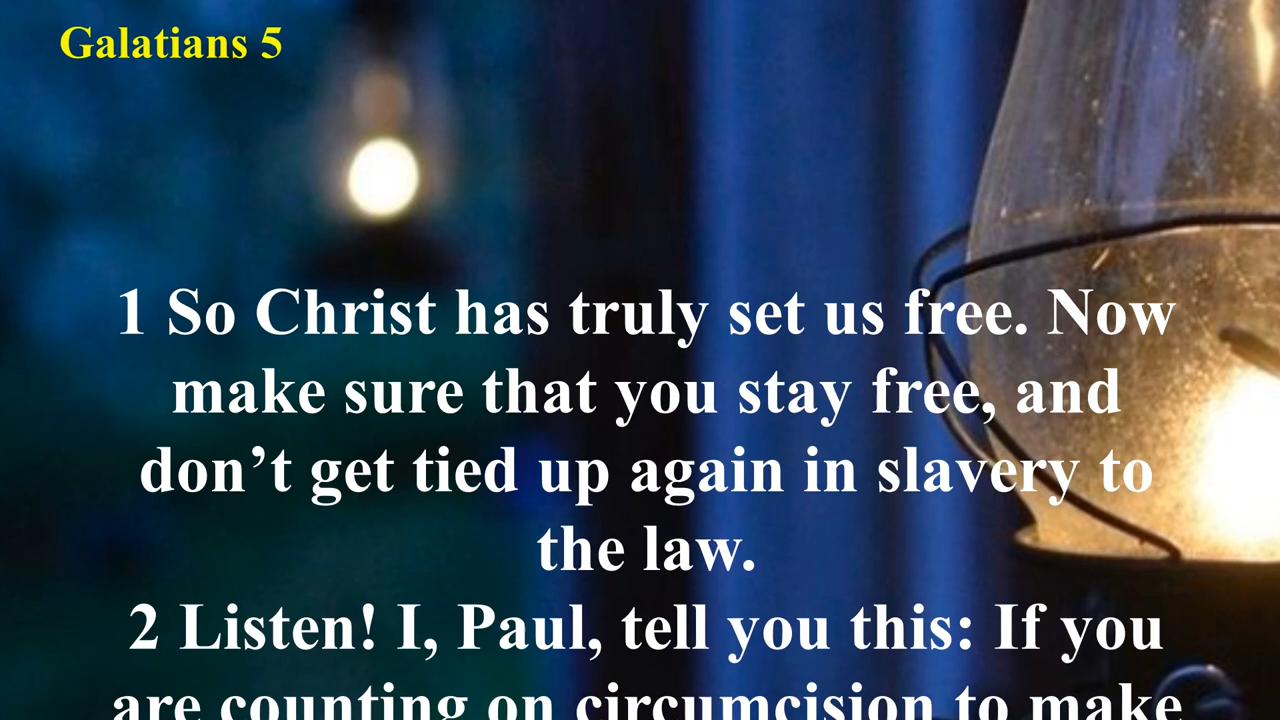 Galatians 5
1 So Christ has truly set us free. Now
make sure that you stay free, and
don’t get tied up again in slavery to
the law.
2 Listen! I, Paul, tell you this: If you
are counting on circumcision to make